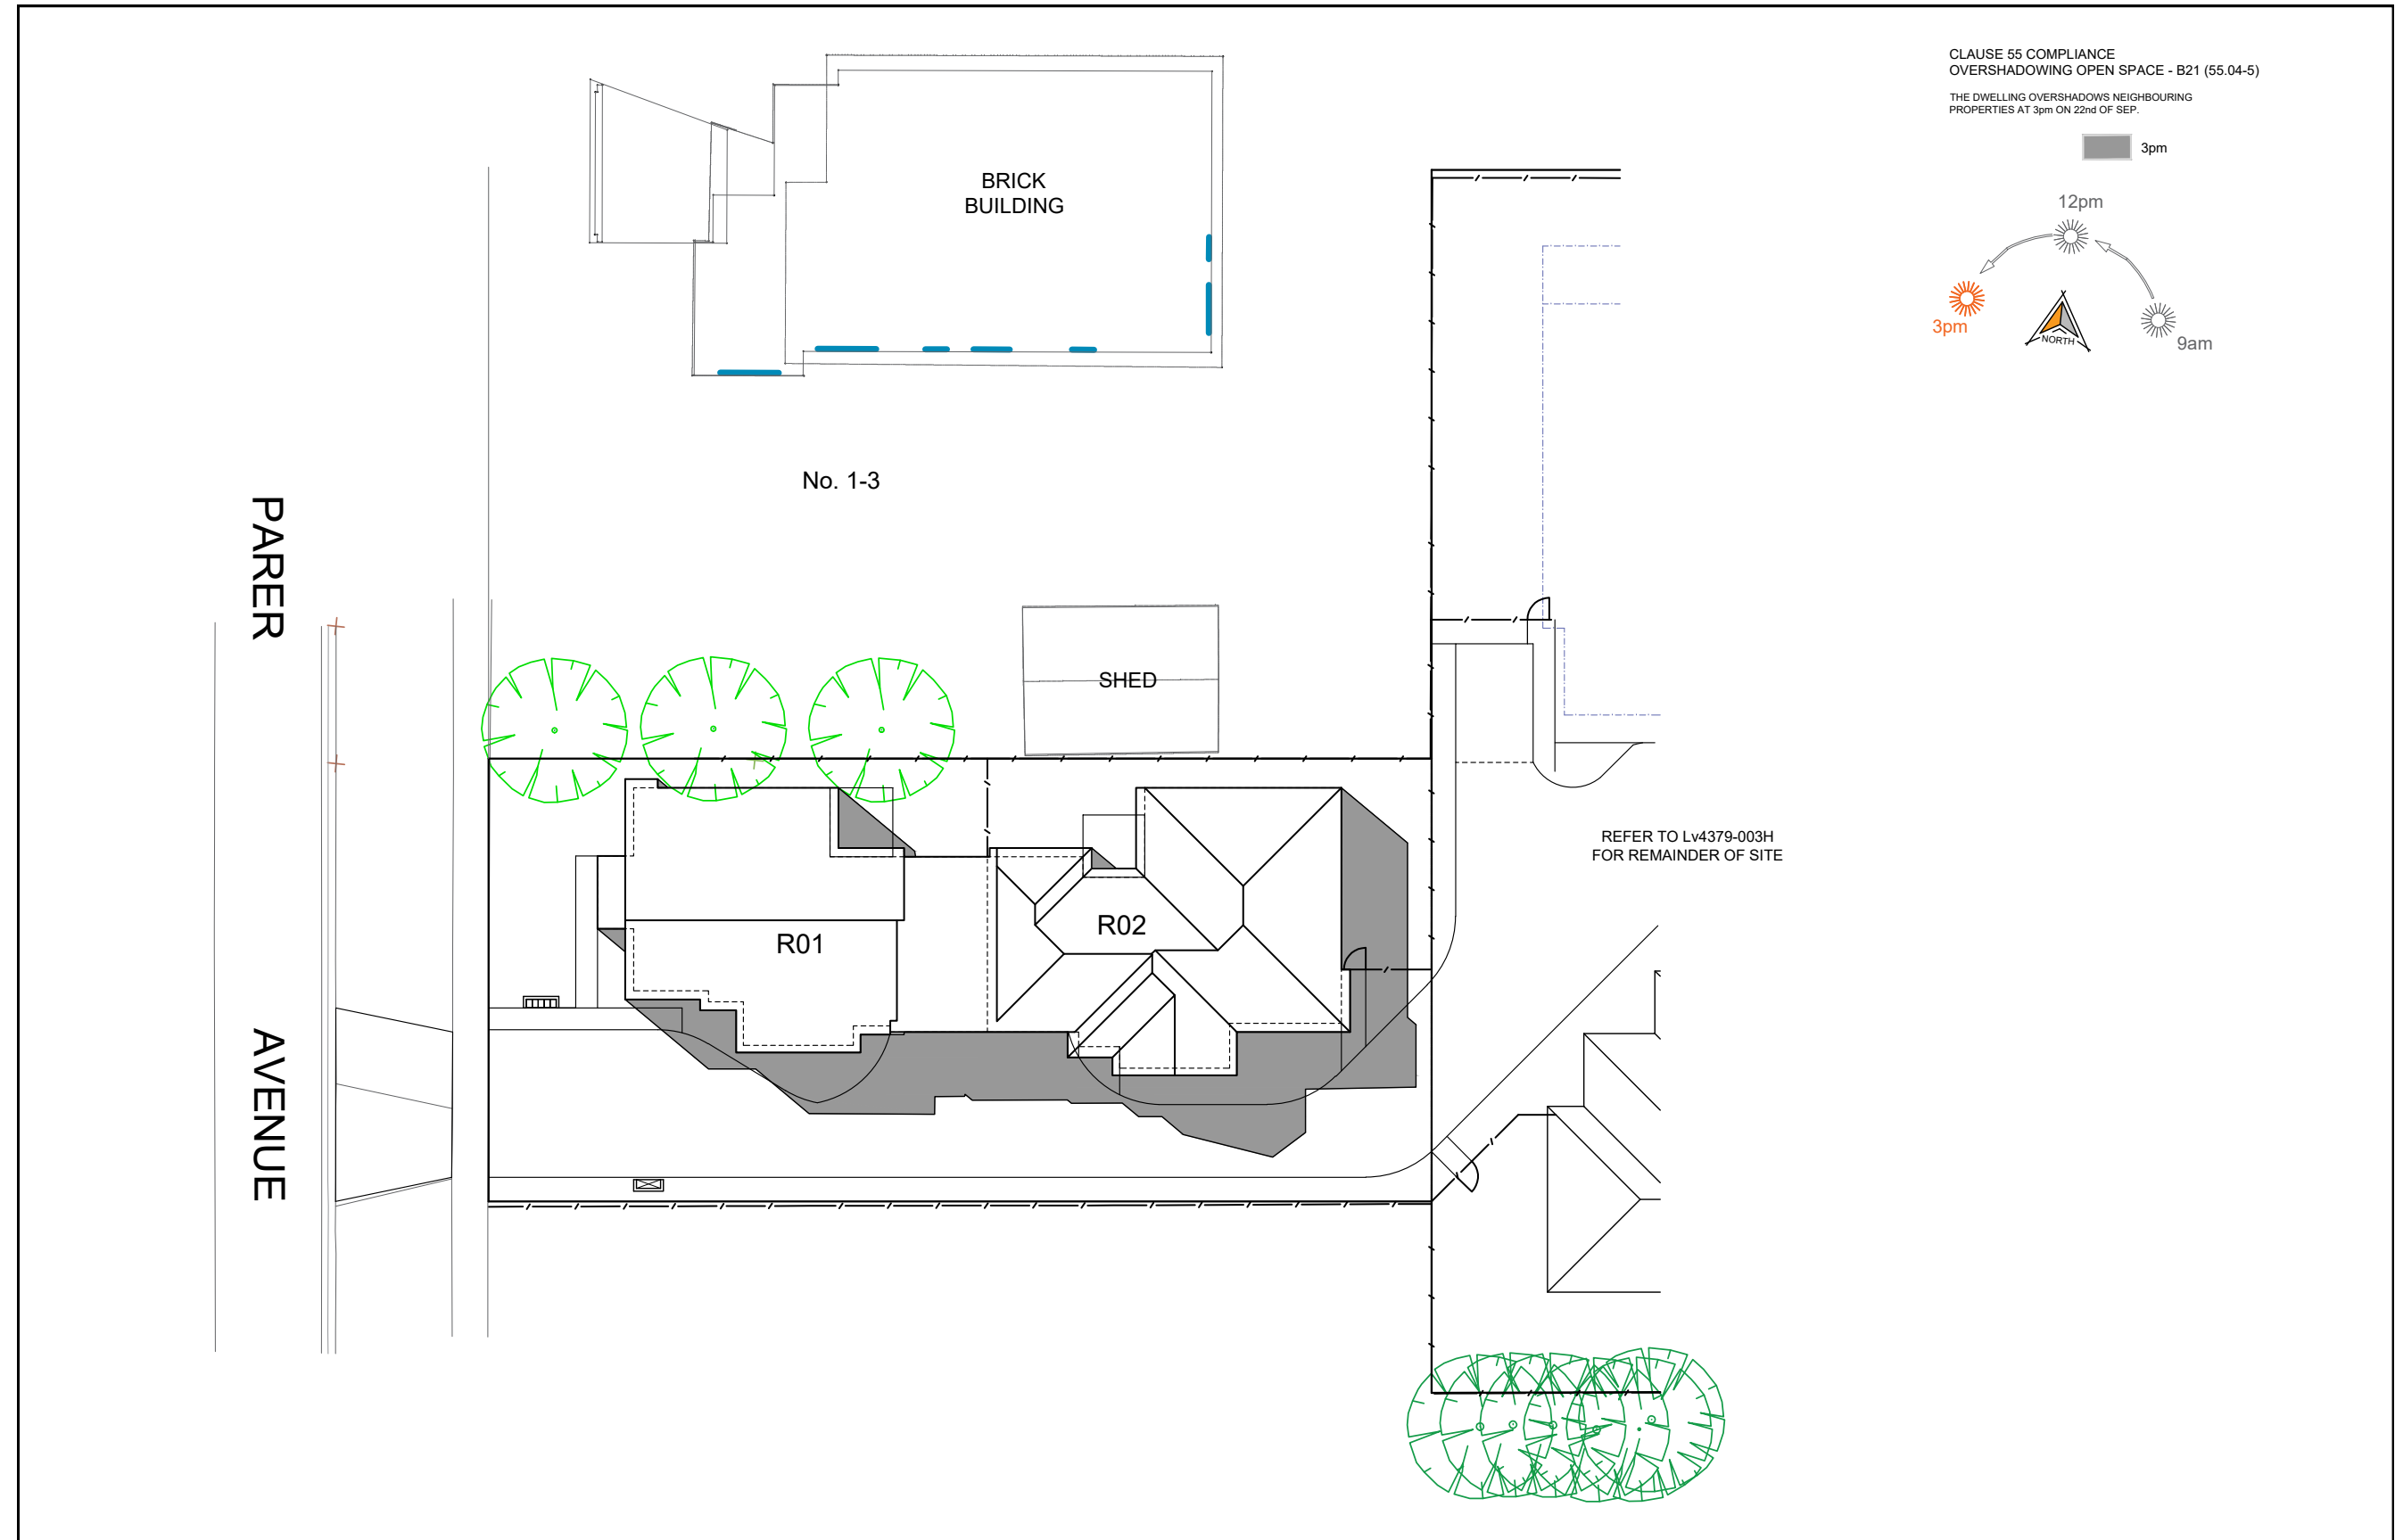 CLAUSE 55 COMPLIANCE
OVERSHADOWING OPEN SPACE - B21 (55.04-5)
THE DWELLING OVERSHADOWS NEIGHBOURING
PROPERTIES AT 3pm ON 22nd OF SEP.
3pm
12pm
3pm
NORTH
9am
BRICK
BUILDING
No. 1-3
PARER
SHED
REFER TO Lv4379-003H
FOR REMAINDER OF SITE
R01
R02
AVENUE